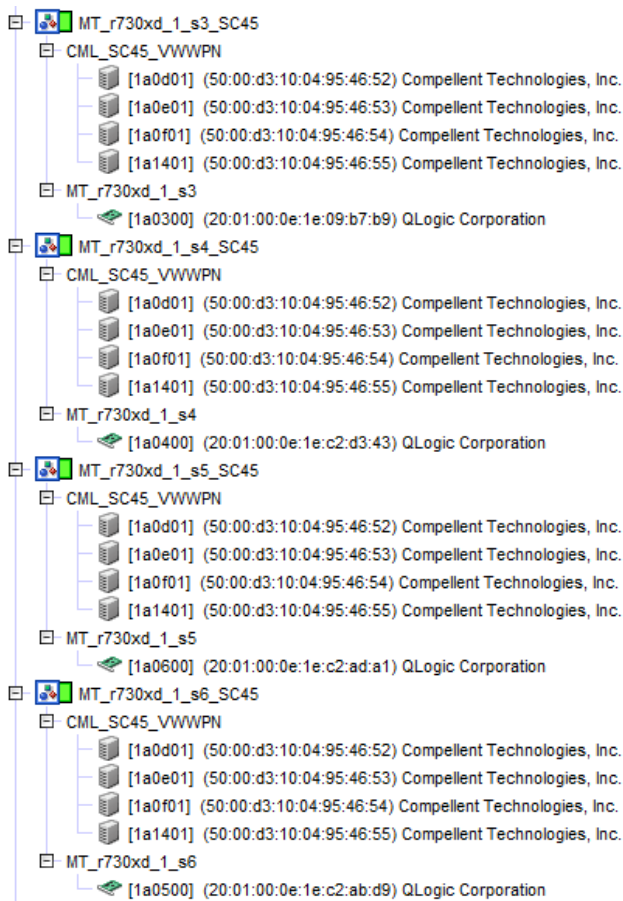 MT_r730xd_1_s3_SC45
CML_SC45_VWWPN
[1a0d01] (50:00:d3:10:04:95:46:52) Compellent Technologies, Inc.
[1a0e01] (50:00:d3:10:04:95:46:53) Compellent Technologies, Inc.
[1a0f01] (50:00:d3:10:04:95:46:54) Compellent Technologies, Inc.
[1a1401] (50:00:d3:10:04:95:46:55) Compellent Technologies, Inc.
MT_r730xd_1_s3
[1a0300] (20:01:00:0e:1e:09:b7:b9) QLogic Corporation
MT_r730xd_1_s4_SC45
CML_SC45_VWWPN
[1a0d01] (50:00:d3:10:04:95:46:52) Compellent Technologies, Inc.
[1a0e01] (50:00:d3:10:04:95:46:53) Compellent Technologies, Inc.
[1a0f01] (50:00:d3:10:04:95:46:54) Compellent Technologies, Inc.
[1a1401] (50:00:d3:10:04:95:46:55) Compellent Technologies, Inc.
MT_r730xd_1_s4
[1a0400] (20:01:00:0e:1e:c2:d3:43) QLogic Corporation
MT_r730xd_1_s5_SC45
CML_SC45_VWWPN
[1a0d01] (50:00:d3:10:04:95:46:52) Compellent Technologies, Inc.
[1a0e01] (50:00:d3:10:04:95:46:53) Compellent Technologies, Inc.
[1a0f01] (50:00:d3:10:04:95:46:54) Compellent Technologies, Inc.
[1a1401] (50:00:d3:10:04:95:46:55) Compellent Technologies, Inc.
MT_r730xd_1_s5
[1a0600] (20:01:00:0e:1e:c2:ad:a1) QLogic Corporation
MT_r730xd_1_s6_SC45
CML_SC45_VWWPN
[1a0d01] (50:00:d3:10:04:95:46:52) Compellent Technologies, Inc.
[1a0e01] (50:00:d3:10:04:95:46:53) Compellent Technologies, Inc.
[1a0f01] (50:00:d3:10:04:95:46:54) Compellent Technologies, Inc.
[1a1401] (50:00:d3:10:04:95:46:55) Compellent Technologies, Inc.
MT_r730xd_1_s6
[1a0500] (20:01:00:0e:1e:c2:ab:d9) QLogic Corporation